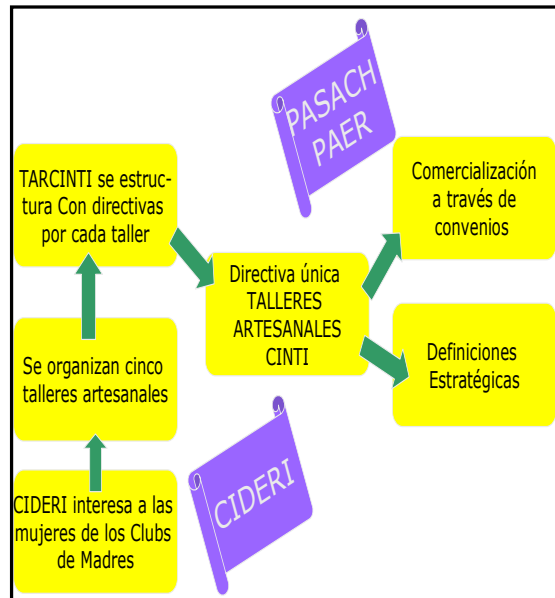 PASACH
PAER
TARCINTI se estruc-
tura Con directivas
por cada taller
Comercialización
a través de
convenios
Directiva única
TALLERES
ARTESANALES
CINTI
Se organizan cinco
talleres artesanales
Definiciones
Estratégicas
CIDERI
CIDERI interesa a las
mujeres de los Clubs
de Madres